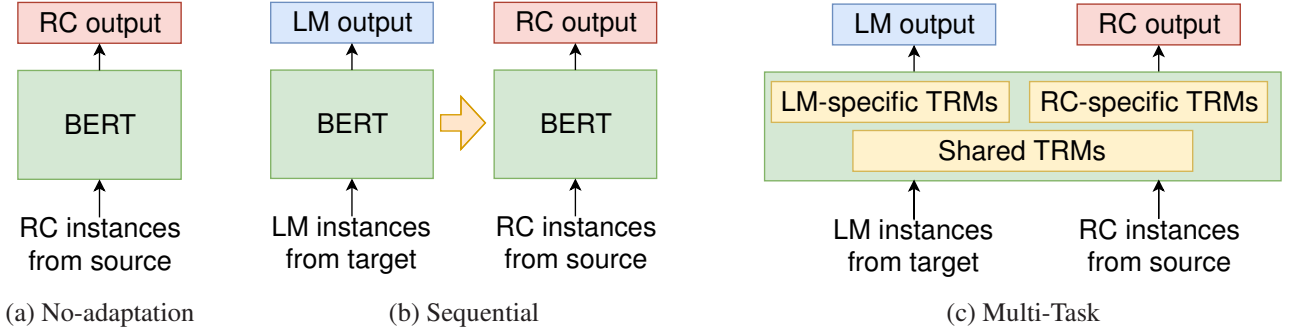 RC output
BERT
RC instances
from source
(a) No-adaptation
LM output
BERT
LM instances
from target
RC output
BERT
RC instances
from source
(b) Sequential
LM output
RC output
LM-specific TRMs
RC-specific TRMs
Shared TRMs
LM instances
from target
RC instances
from source
(c) Multi-Task